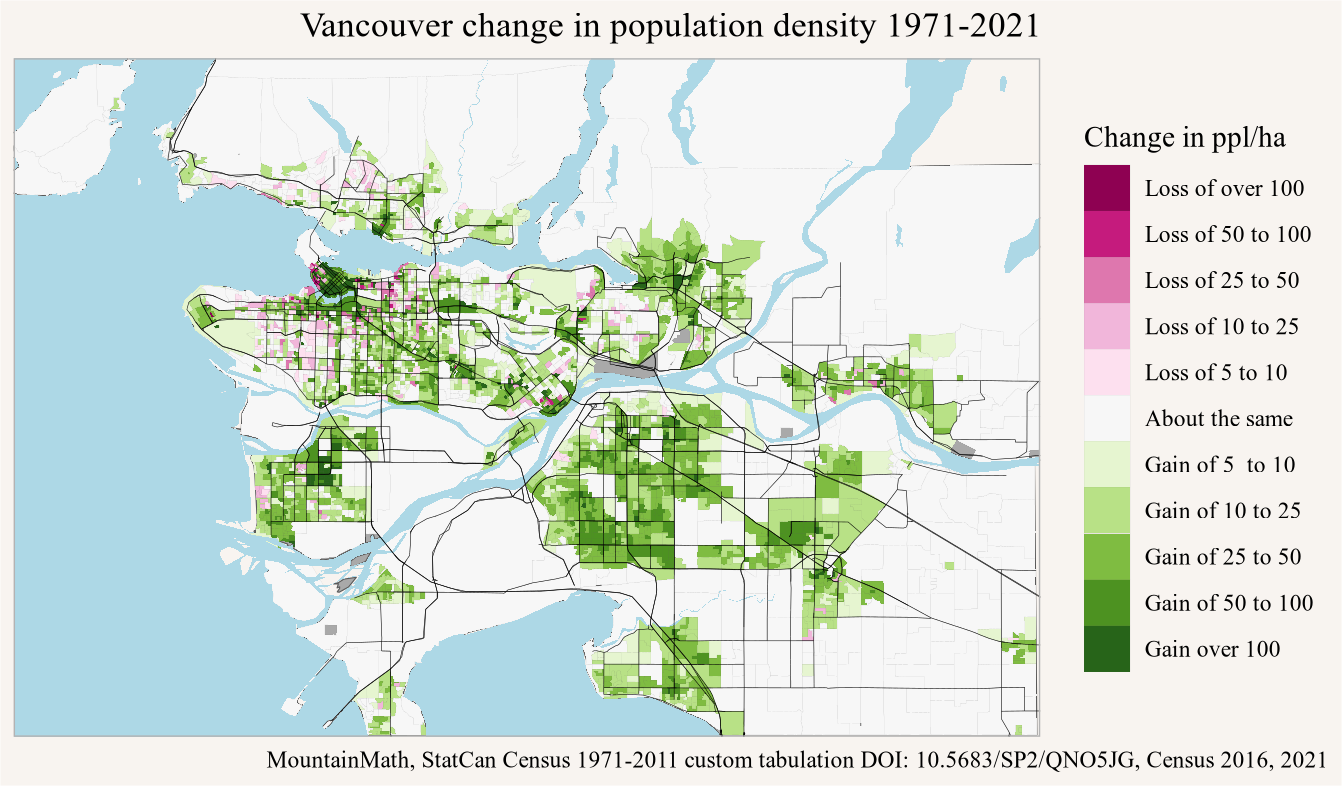 Vancouver change in population density 1971-2021
Change in ppl/ha
Loss of over 100
Loss of 50 to 100
Loss of 25 to 50
Loss of 10 to 25
Loss of 5 to 10
About the same
Gain of 5  to 10
Gain of 10 to 25
Gain of 25 to 50
Gain of 50 to 100
Gain over 100
MountainMath, StatCan Census 1971-2011 custom tabulation DOI: 10.5683/SP2/QNO5JG, Census 2016, 2021